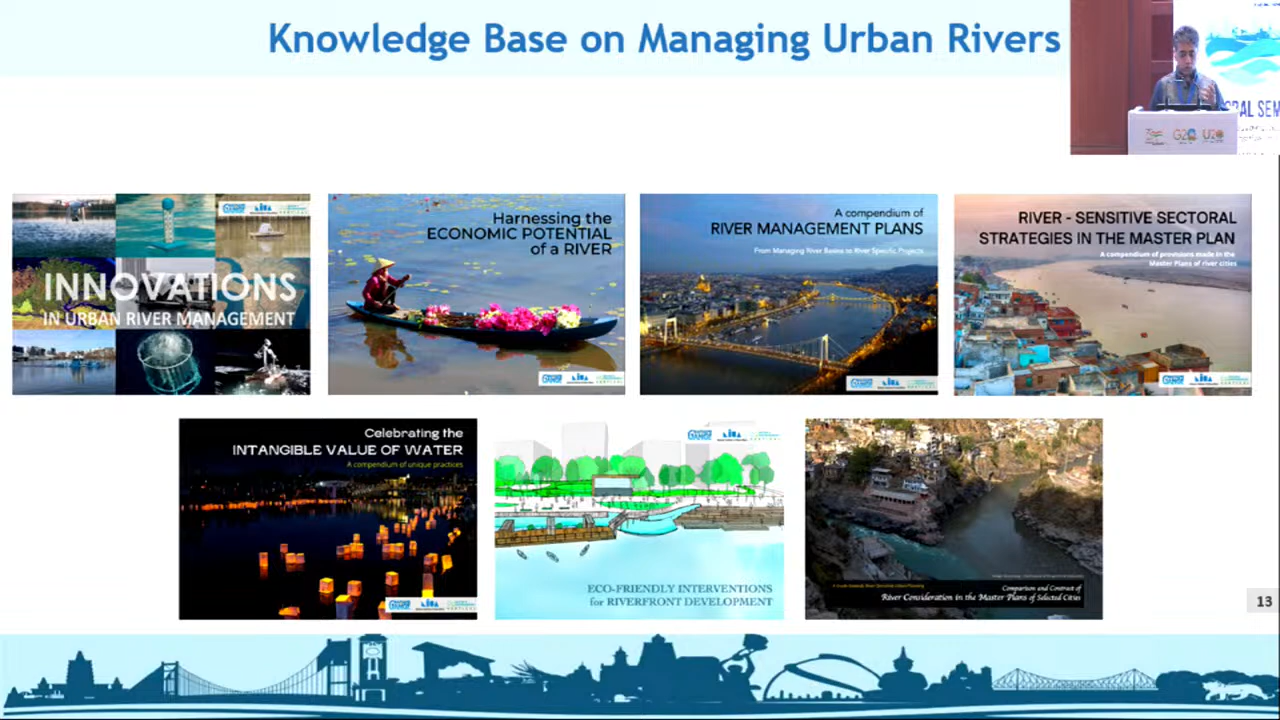 Knowledge Base on Managing Urban Rivers
BAL SEM
G20 U20
INNOVATIONS
IN URBAN RIVER MANAGEMENT
Harnessing the
ECONOMIC POTENTIAL
of a RIVER
A compendium of
RIVER MANAGEMENT PLANS
From Managing River Basins to River Specific Projects
RIVER - SENSITIVE SECTORAL
STRATEGIES IN THE MASTER PLAN
A compendium of provisions made in the
Master Plans of river cities
Celebrating the
INTANGIBLE VALUE OF WATER
A compendium of unique practices
ECO-FRIENDLY INTERVENTIONS
for RIVERFRONT DEVELOPMENT
Comparison and Contrast of
River Consideration in the Master Plans of Selected Cities
13